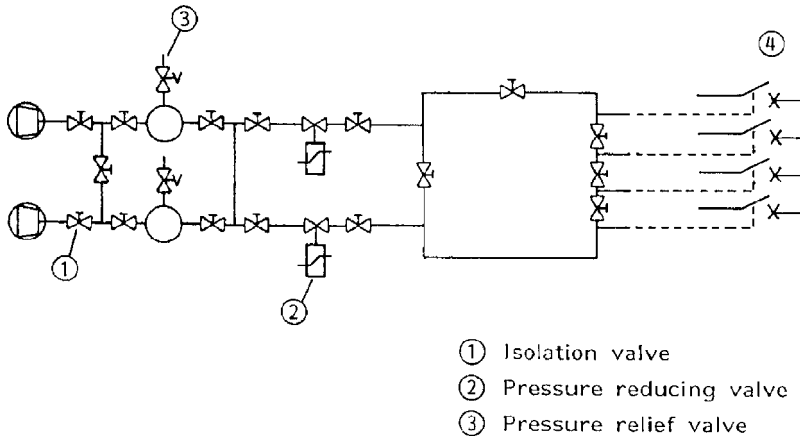 ③
④
①
②
① Isolation valve
② Pressure reducing valve
③ Pressure relief valve